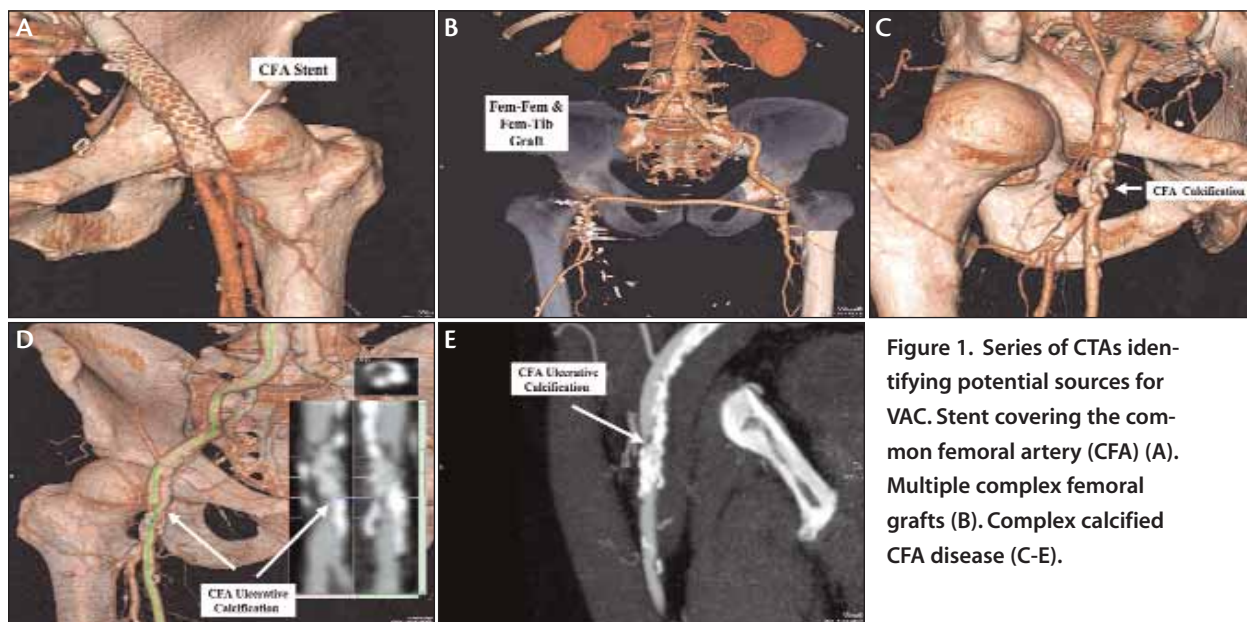 A
CFA Stent
B
Fem-Fem &
Fem-Tib
Graft
C
CFA Calcification
D
CFA Ulcerative
Calcification
E
CFA Ulcerative
Calcification
Figure 1. Series of CTAs iden-
tifying potential sources for
VAC. Stent covering the com-
mon femoral artery (CFA) (A).
Multiple complex femoral
grafts (B). Complex calcified
CFA disease (C-E).